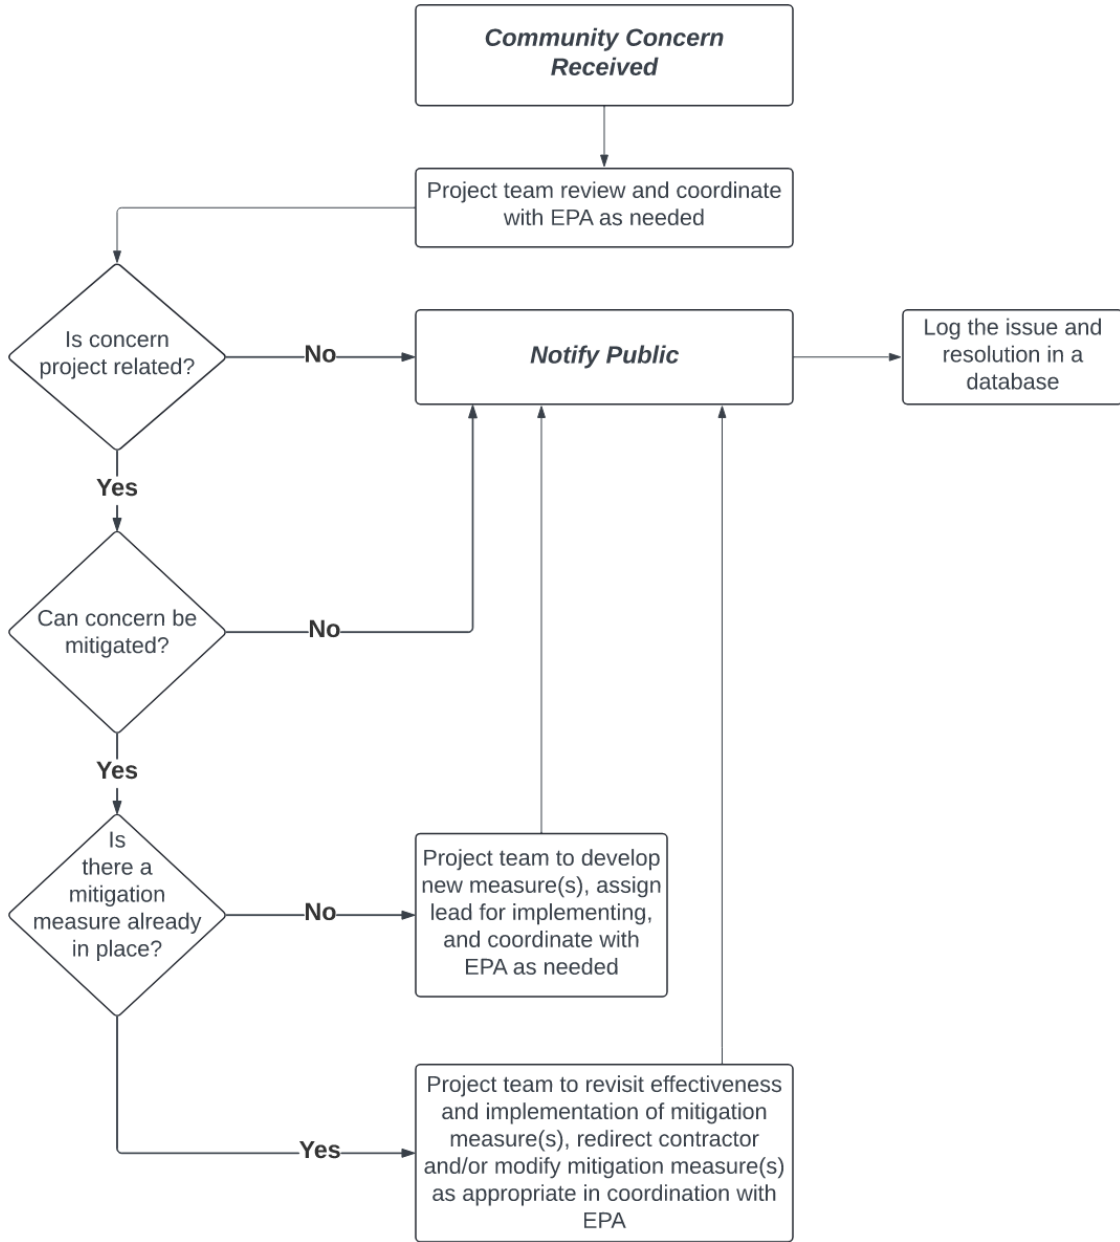 Community Concern
Received
Project team review and coordinate
with EPA as needed
Is concern
project related?
No
Notify Public
Log the issue and
resolution in a
database
Yes
Can concern be
mitigated?
No
Yes
Is
there a
mitigation
measure already
in place?
No
Project team to develop
new measure(s), assign
lead for implementing,
and coordinate with
EPA as needed
Yes
Project team to revisit effectiveness
and implementation of mitigation
measure(s), redirect contractor
and/or modify mitigation measure(s)
as appropriate in coordination with
EPA